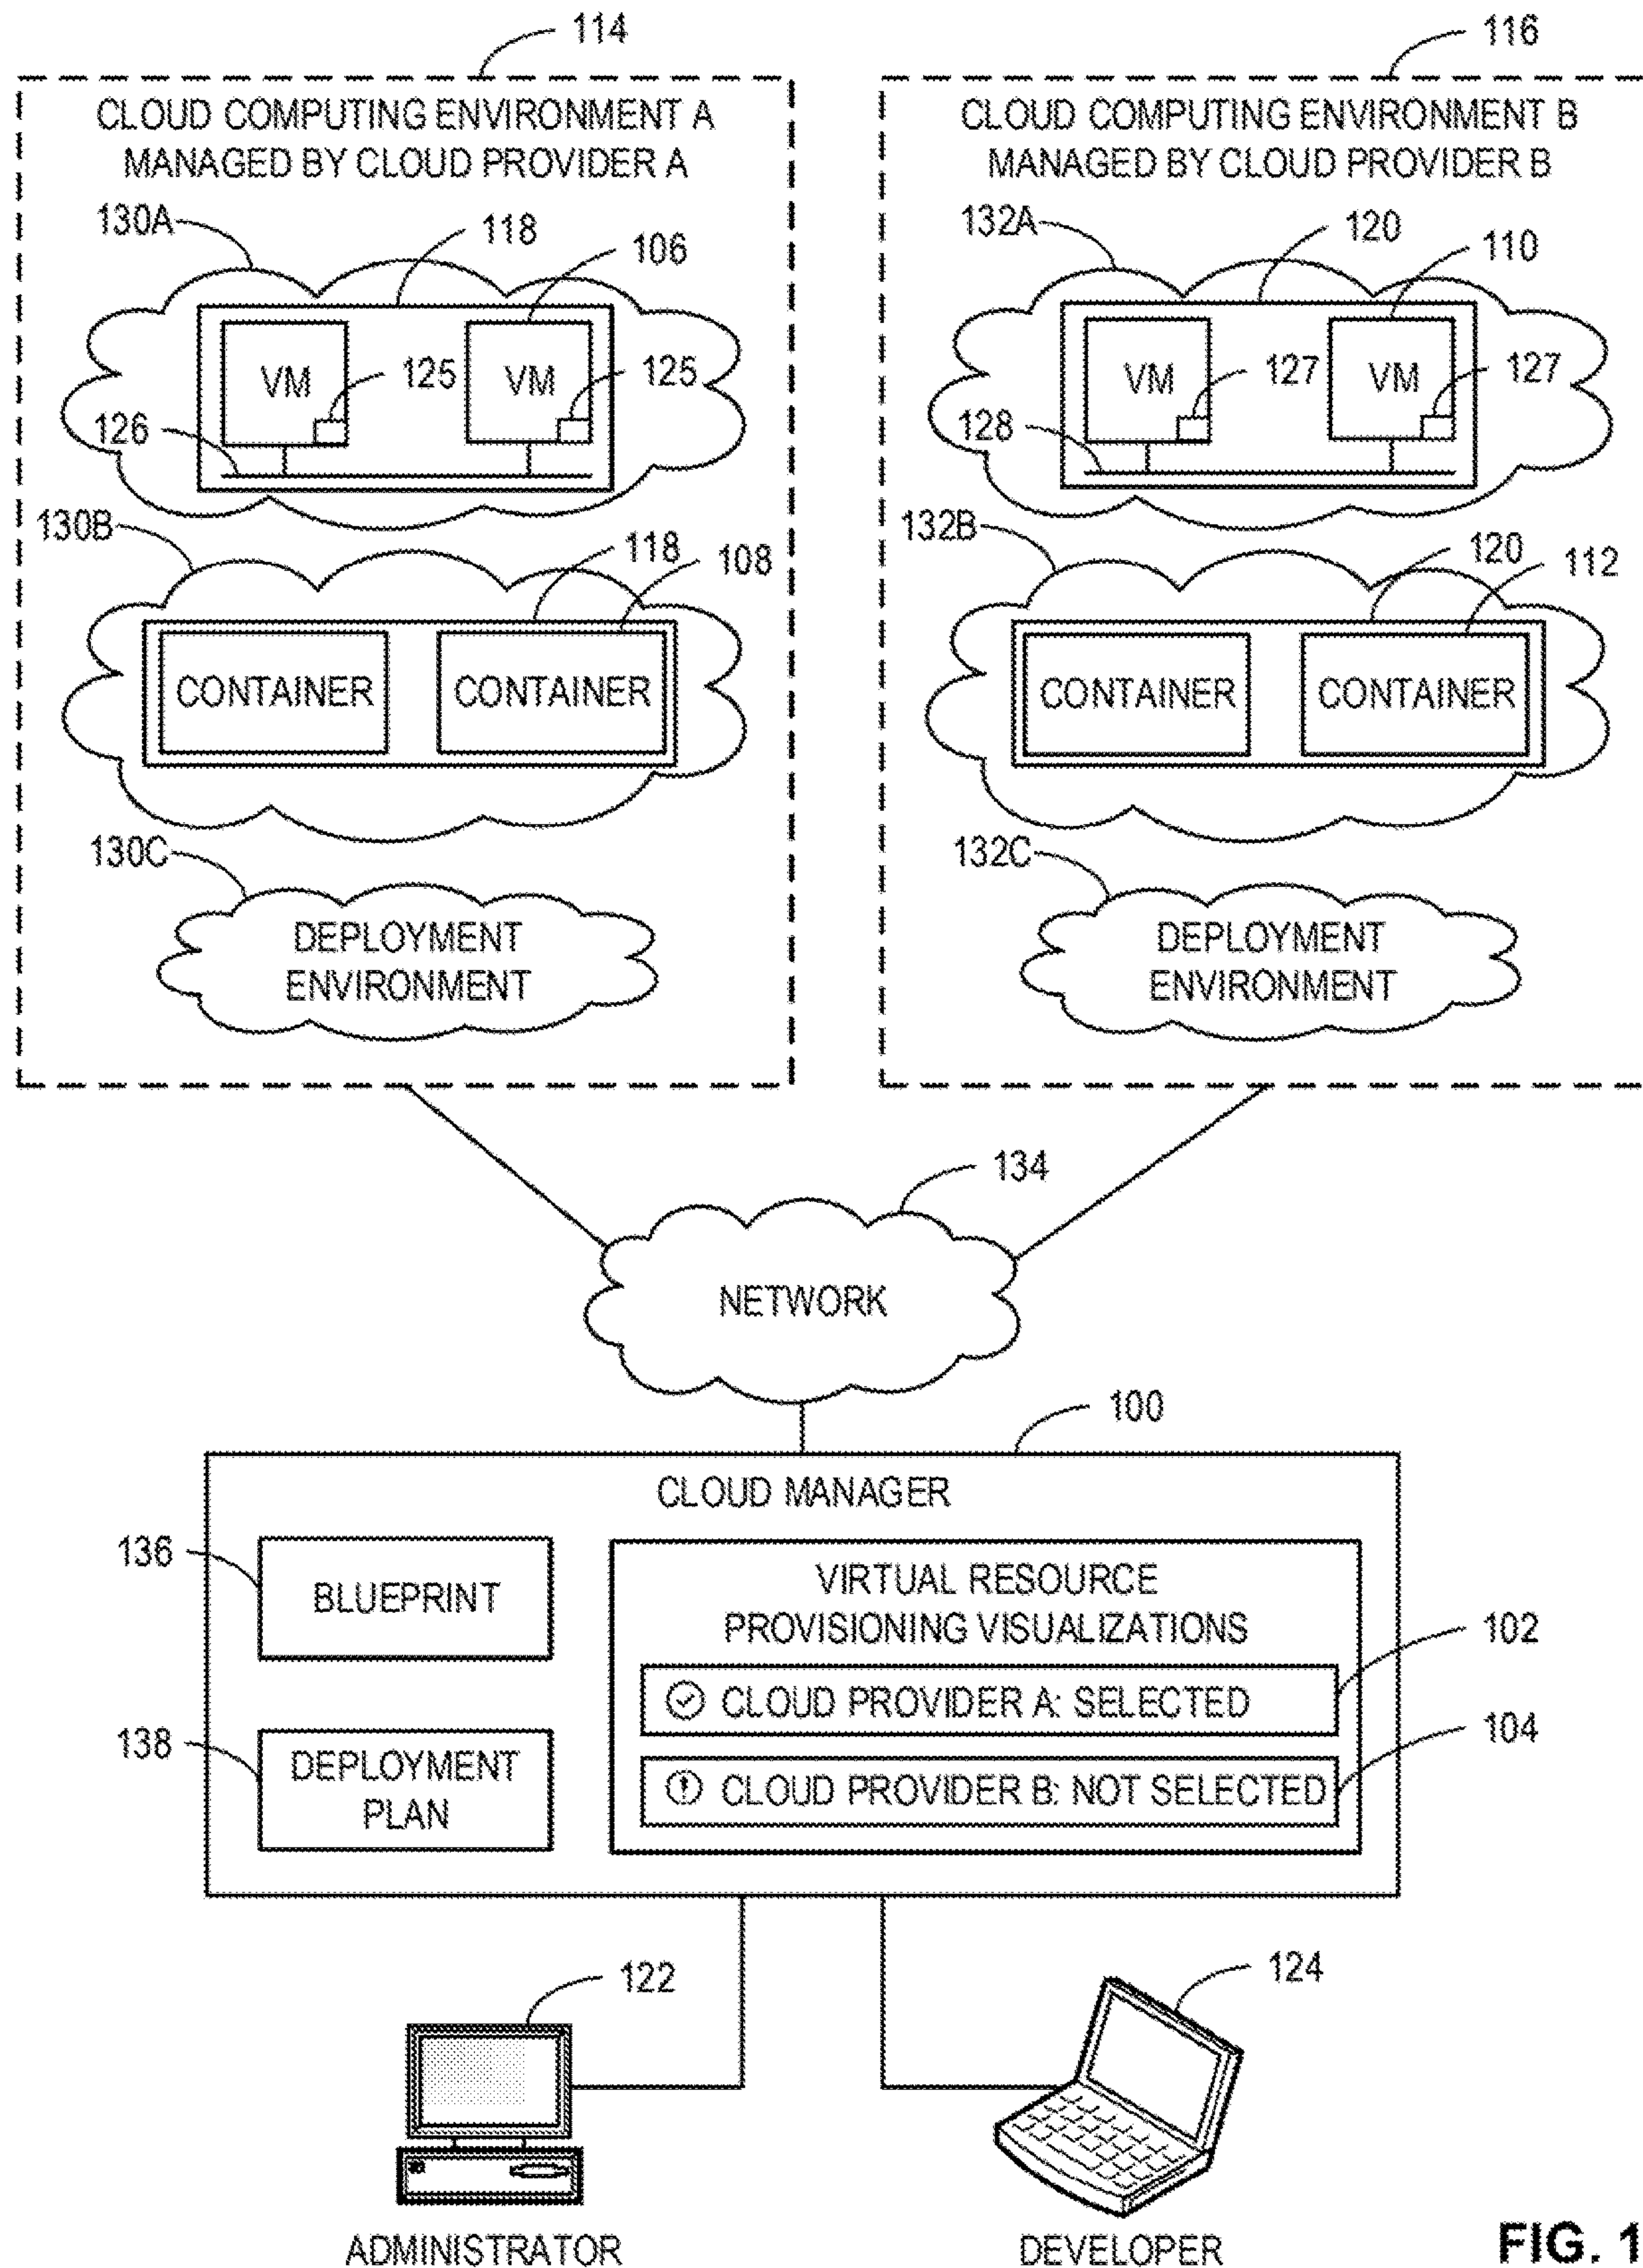 114
116
CLOUD COMPUTING ENVIRONMENT A
MANAGED BY CLOUD PROVIDER A
CLOUD COMPUTING ENVIRONMENT B
MANAGED BY CLOUD PROVIDER B
130A
118
106
132A
120
110
VM
125
VM
125
VM
127
VM
127
126
128
130B
118
108
132B
120
112
CONTAINER
CONTAINER
CONTAINER
CONTAINER
130C
132C
DEPLOYMENT
ENVIRONMENT
DEPLOYMENT
ENVIRONMENT
134
NETWORK
100
CLOUD MANAGER
136
BLUEPRINT
VIRTUAL RESOURCE
PROVISIONING VISUALIZATIONS
102
CLOUD PROVIDER A: SELECTED
138
DEPLOYMENT
PLAN
104
CLOUD PROVIDER B: NOT SELECTED
122
124
ADMINISTRATOR
DEVELOPER
FIG. 1